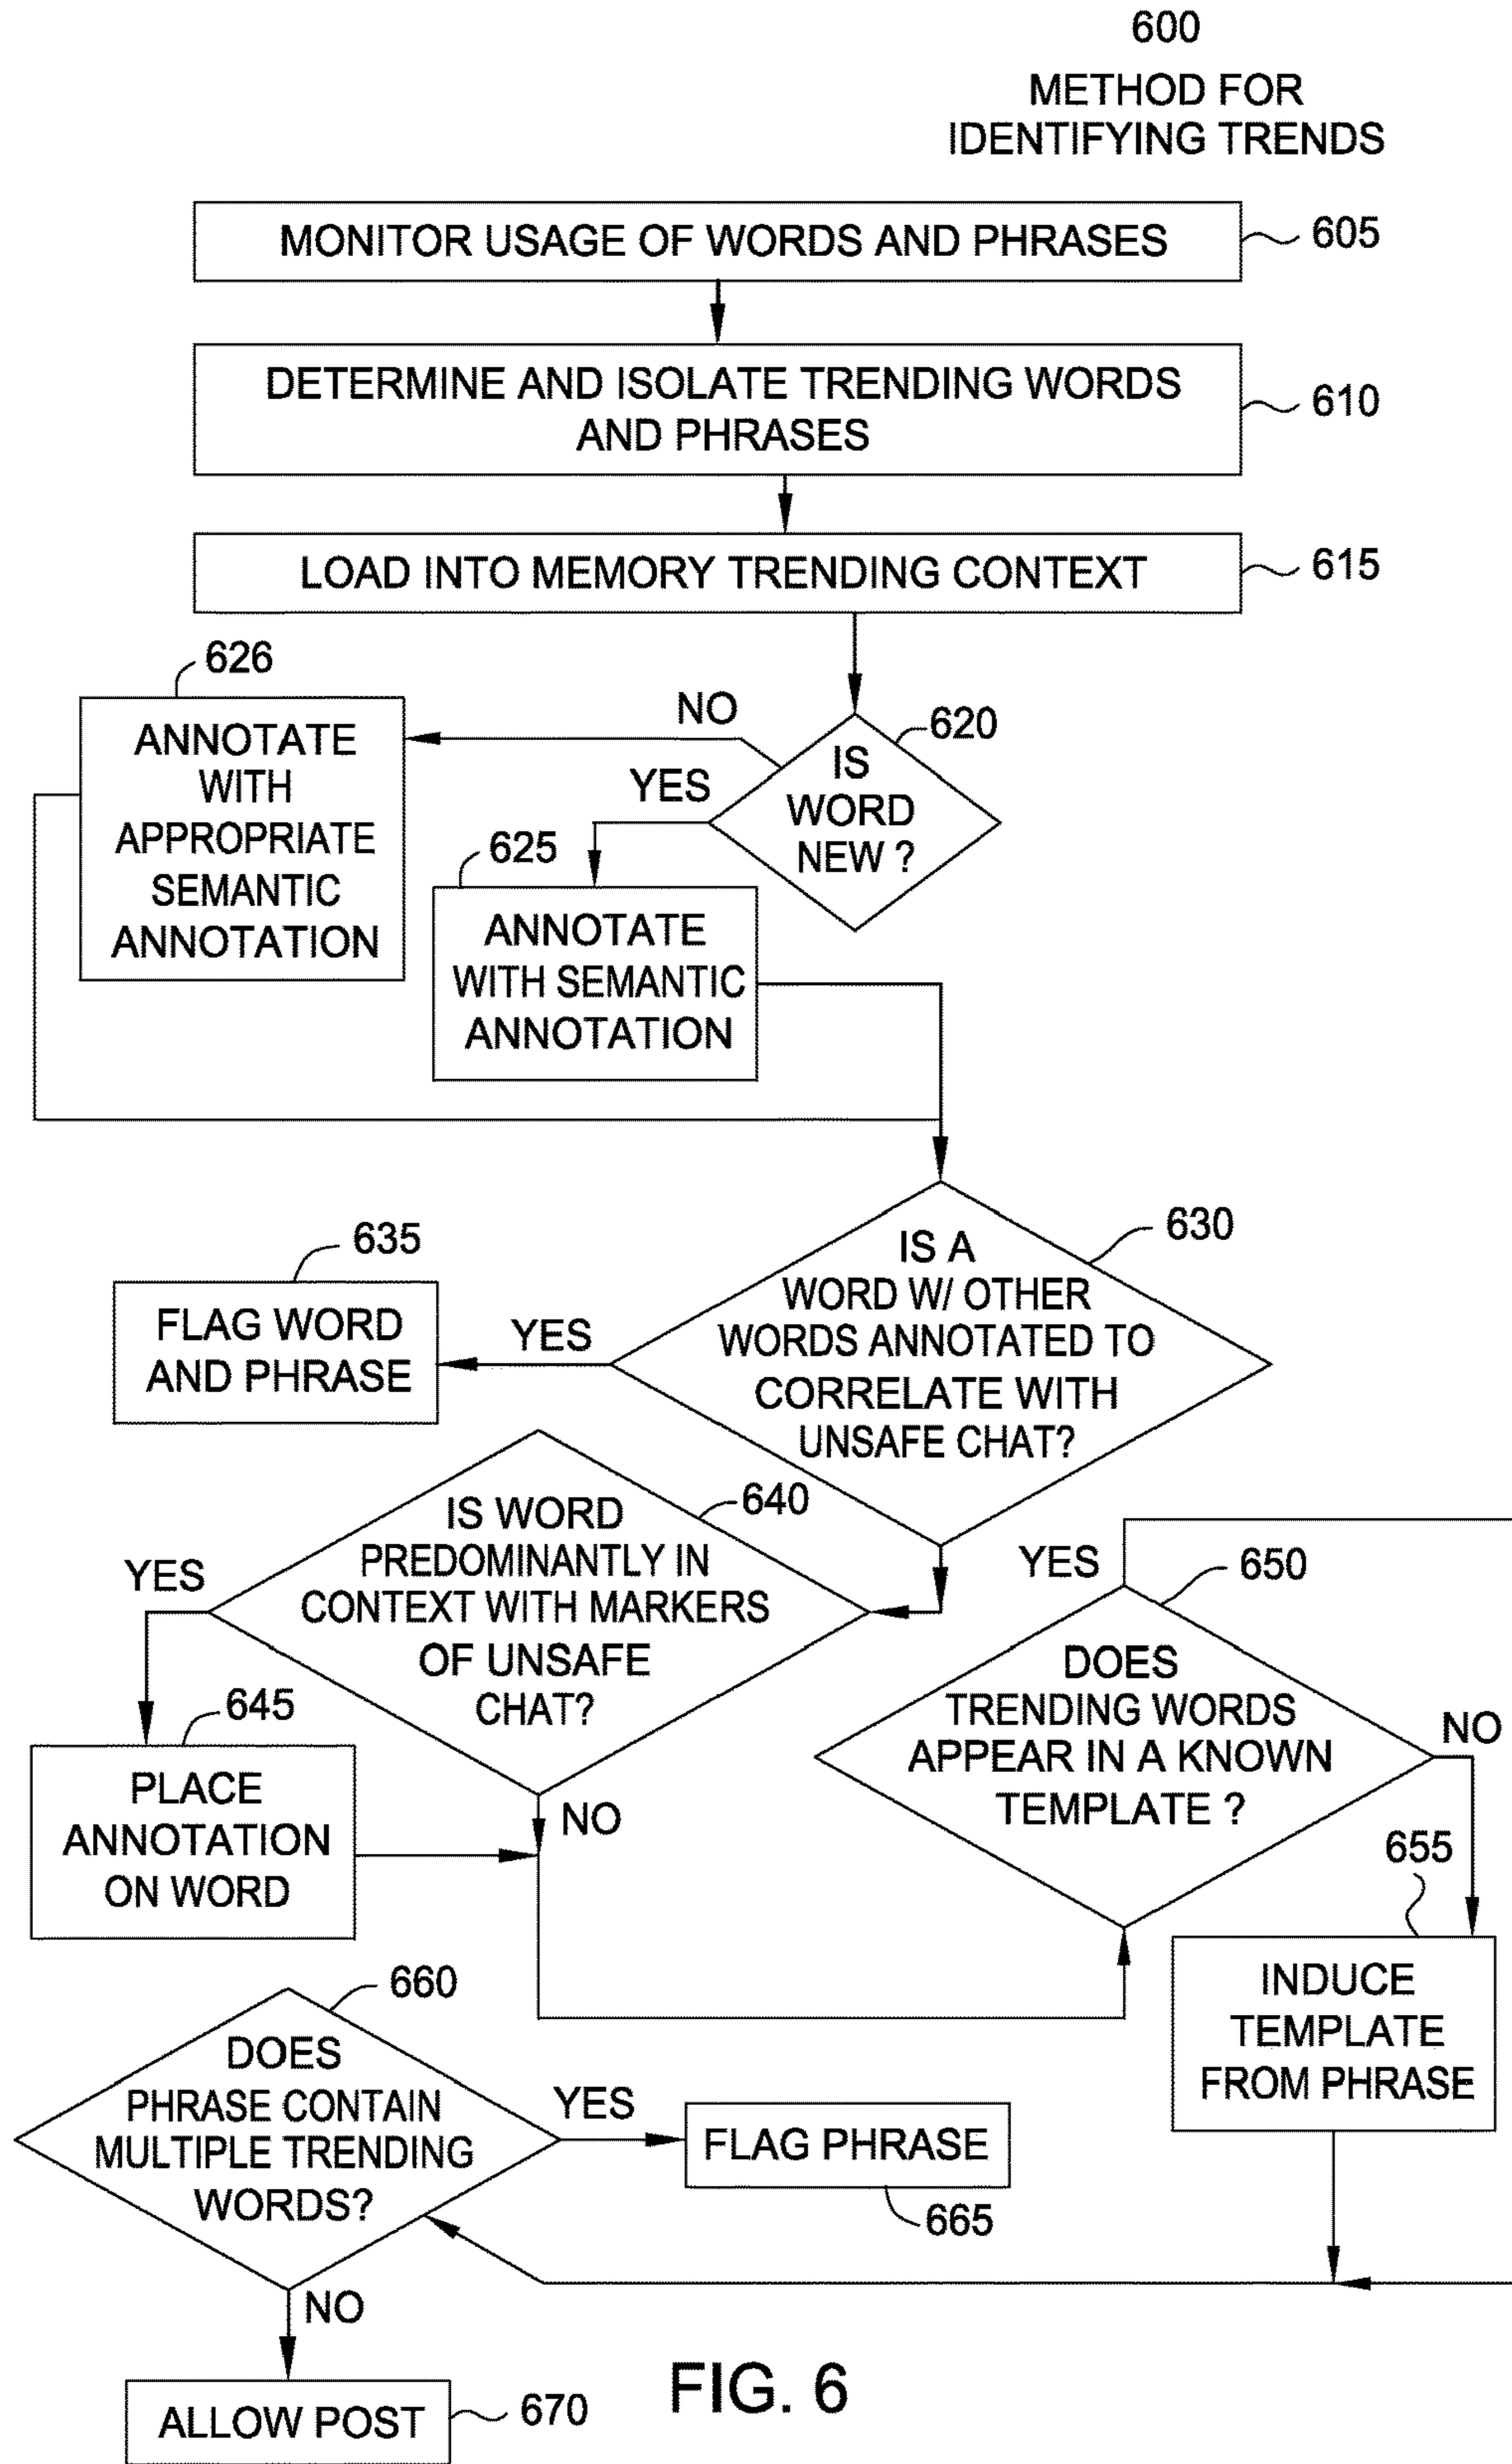 600
METHOD FOR
IDENTIFYING TRENDS
MONITOR USAGE OF WORDS AND PHRASES
605
DETERMINE AND ISOLATE TRENDING WORDS
AND PHRASES
610
LOAD INTO MEMORY TRENDING CONTEXT
615
626
ANNOTATE
WITH
APPROPRIATE
SEMANTIC
ANNOTATION
NO
620
IS
WORD
NEW ?
YES
625
ANNOTATE
WITH SEMANTIC
ANNOTATION
630
IS A
WORD W/ OTHER
WORDS ANNOTATED TO
CORRELATE WITH
UNSAFE CHAT?
YES
635
FLAG WORD
AND PHRASE
640
IS WORD
PREDOMINANTLY IN
CONTEXT WITH MARKERS
OF UNSAFE
CHAT?
YES
645
PLACE
ANNOTATION
ON WORD
NO
YES
650
DOES
TRENDING WORDS
APPEAR IN A KNOWN
TEMPLATE ?
NO
655
INDUCE
TEMPLATE
FROM PHRASE
660
DOES
PHRASE CONTAIN
MULTIPLE TRENDING
WORDS?
YES
FLAG PHRASE
665
NO
ALLOW POST
670
FIG. 6